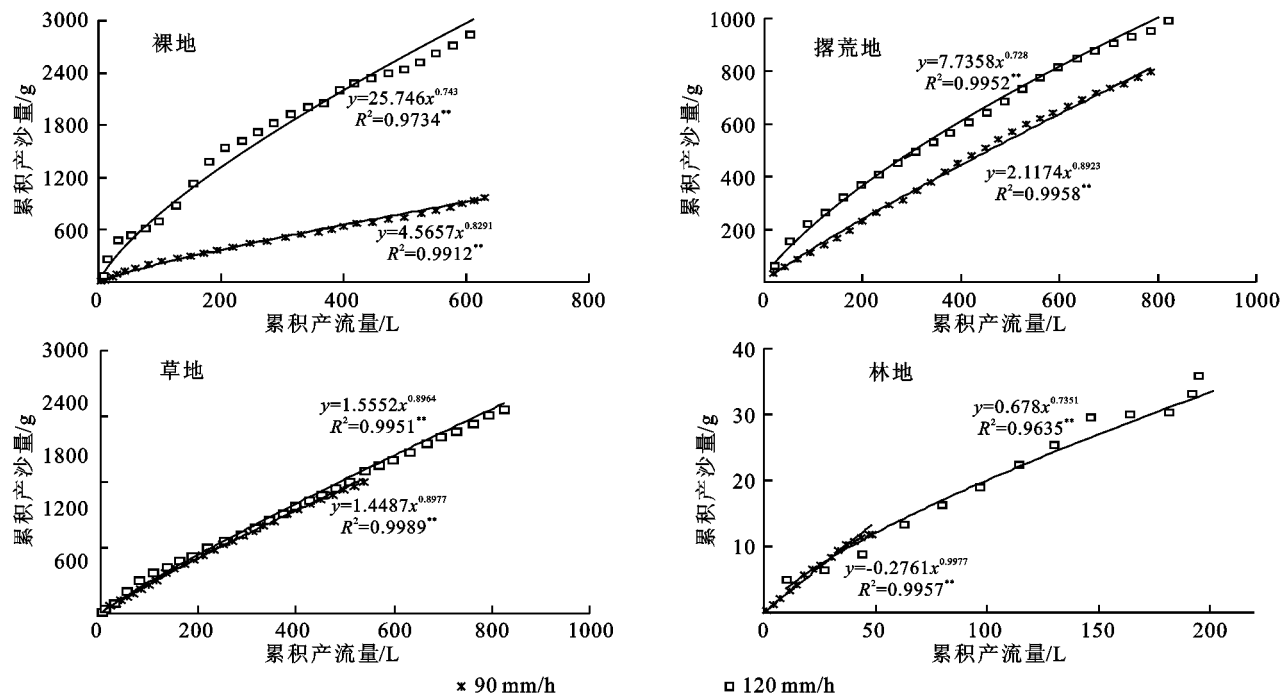 裸地
累积产沙量/g
3000
2400
1800
1200
600
y=25.746x^0.743
R²=0.9734**
y=4.5657x^0.8291
R²=0.9912**
0 200 400 600 800
累积产流量/L
撂荒地
累积产沙量/g
1000
800
600
400
200
y=7.7358x^0.728
R²=0.9952**
y=2.1174x^0.8923
R²=0.9958**
0 200 400 600 800 1000
累积产流量/L
草地
累积产沙量/g
3000
2400
1800
1200
600
y=1.5552x^0.8964
R²=0.9951**
y=1.4487x^0.8977
R²=0.9989**
0 200 400 600 800 1000
累积产流量/L
林地
累积产沙量/g
40
30
20
10
y=0.678x^0.7351
R²=0.9635**
y=-0.2761x^0.9977
R²=0.9957**
0 50 100 150 200
累积产流量/L
90 mm/h 120 mm/h